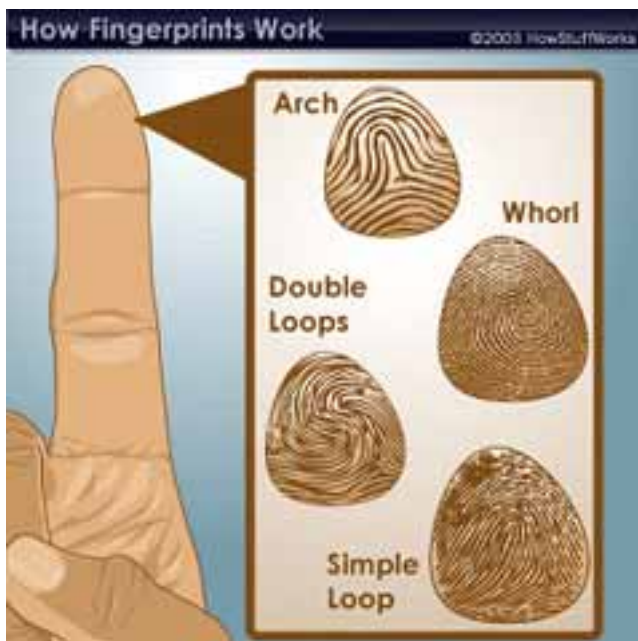 How Fingerprints Work
©2003 HowStuffWorks
Arch
Whorl
Double
Loops
Simple
Loop